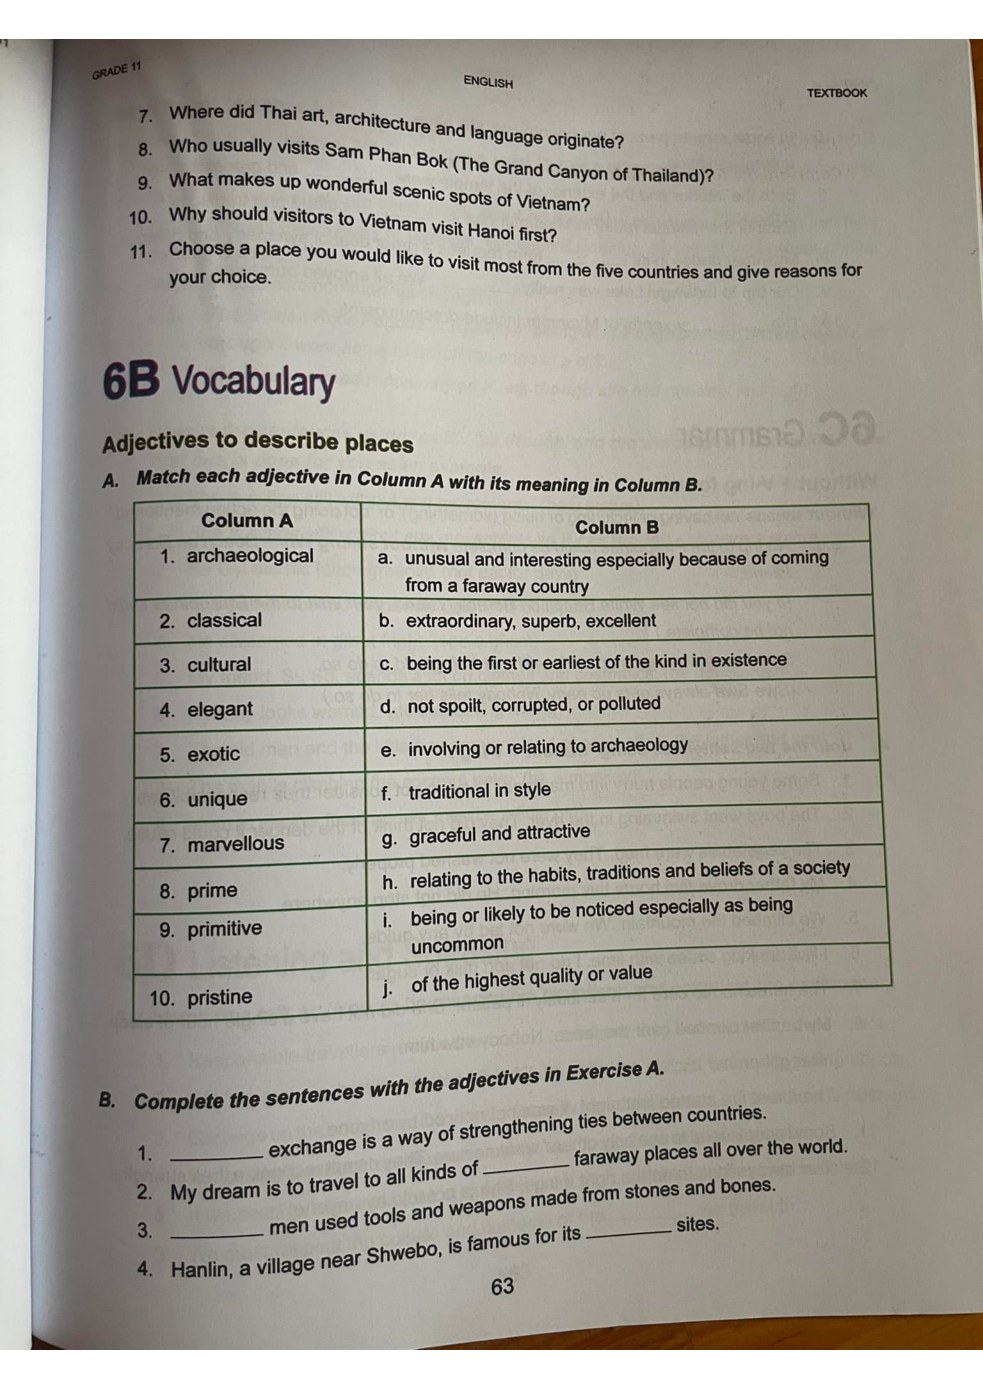 GRADE 11
ENGLISH
TEXTBOOK
7. Where did Thai art, architecture and language originate?
8. Who usually visits Sam Phan Bok (The Grand Canyon of Thailand)?
9. What makes up wonderful scenic spots of Vietnam?
10. Why should visitors to Vietnam visit Hanoi first?
11. Choose a place you would like to visit most from the five countries and give reasons for
your choice.
6B Vocabulary
Adjectives to describe places
A. Match each adjective in Column A with its meaning in Column B.
Column A
Column B
1. archaeological
a. unusual and interesting especially because of coming
from a faraway country
2. classical
b. extraordinary, superb, excellent
3. cultural
c. being the first or earliest of the kind in existence
4. elegant
d. not spoilt, corrupted, or polluted
5. exotic
e. involving or relating to archaeology
6. unique
f. traditional in style
7. marvellous
g. graceful and attractive
8. prime
h. relating to the habits, traditions and beliefs of a society
9. primitive
i. being or likely to be noticed especially as being
uncommon
10. pristine
j. of the highest quality or value
B. Complete the sentences with the adjectives in Exercise A.
1. _________ exchange is a way of strengthening ties between countries.
2. My dream is to travel to all kinds of _________ faraway places all over the world.
3. _________ men used tools and weapons made from stones and bones.
4. Hanlin, a village near Shwebo, is famous for its _________ sites.
63